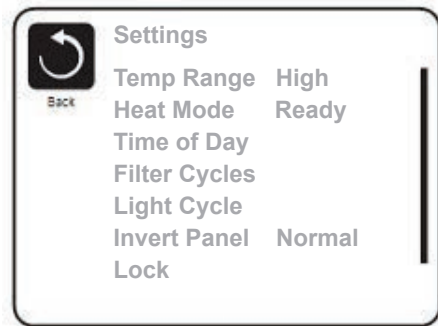 Settings
Back
Temp Range High
Heat Mode Ready
Time of Day
Filter Cycles
Light Cycle
Invert Panel Normal
Lock